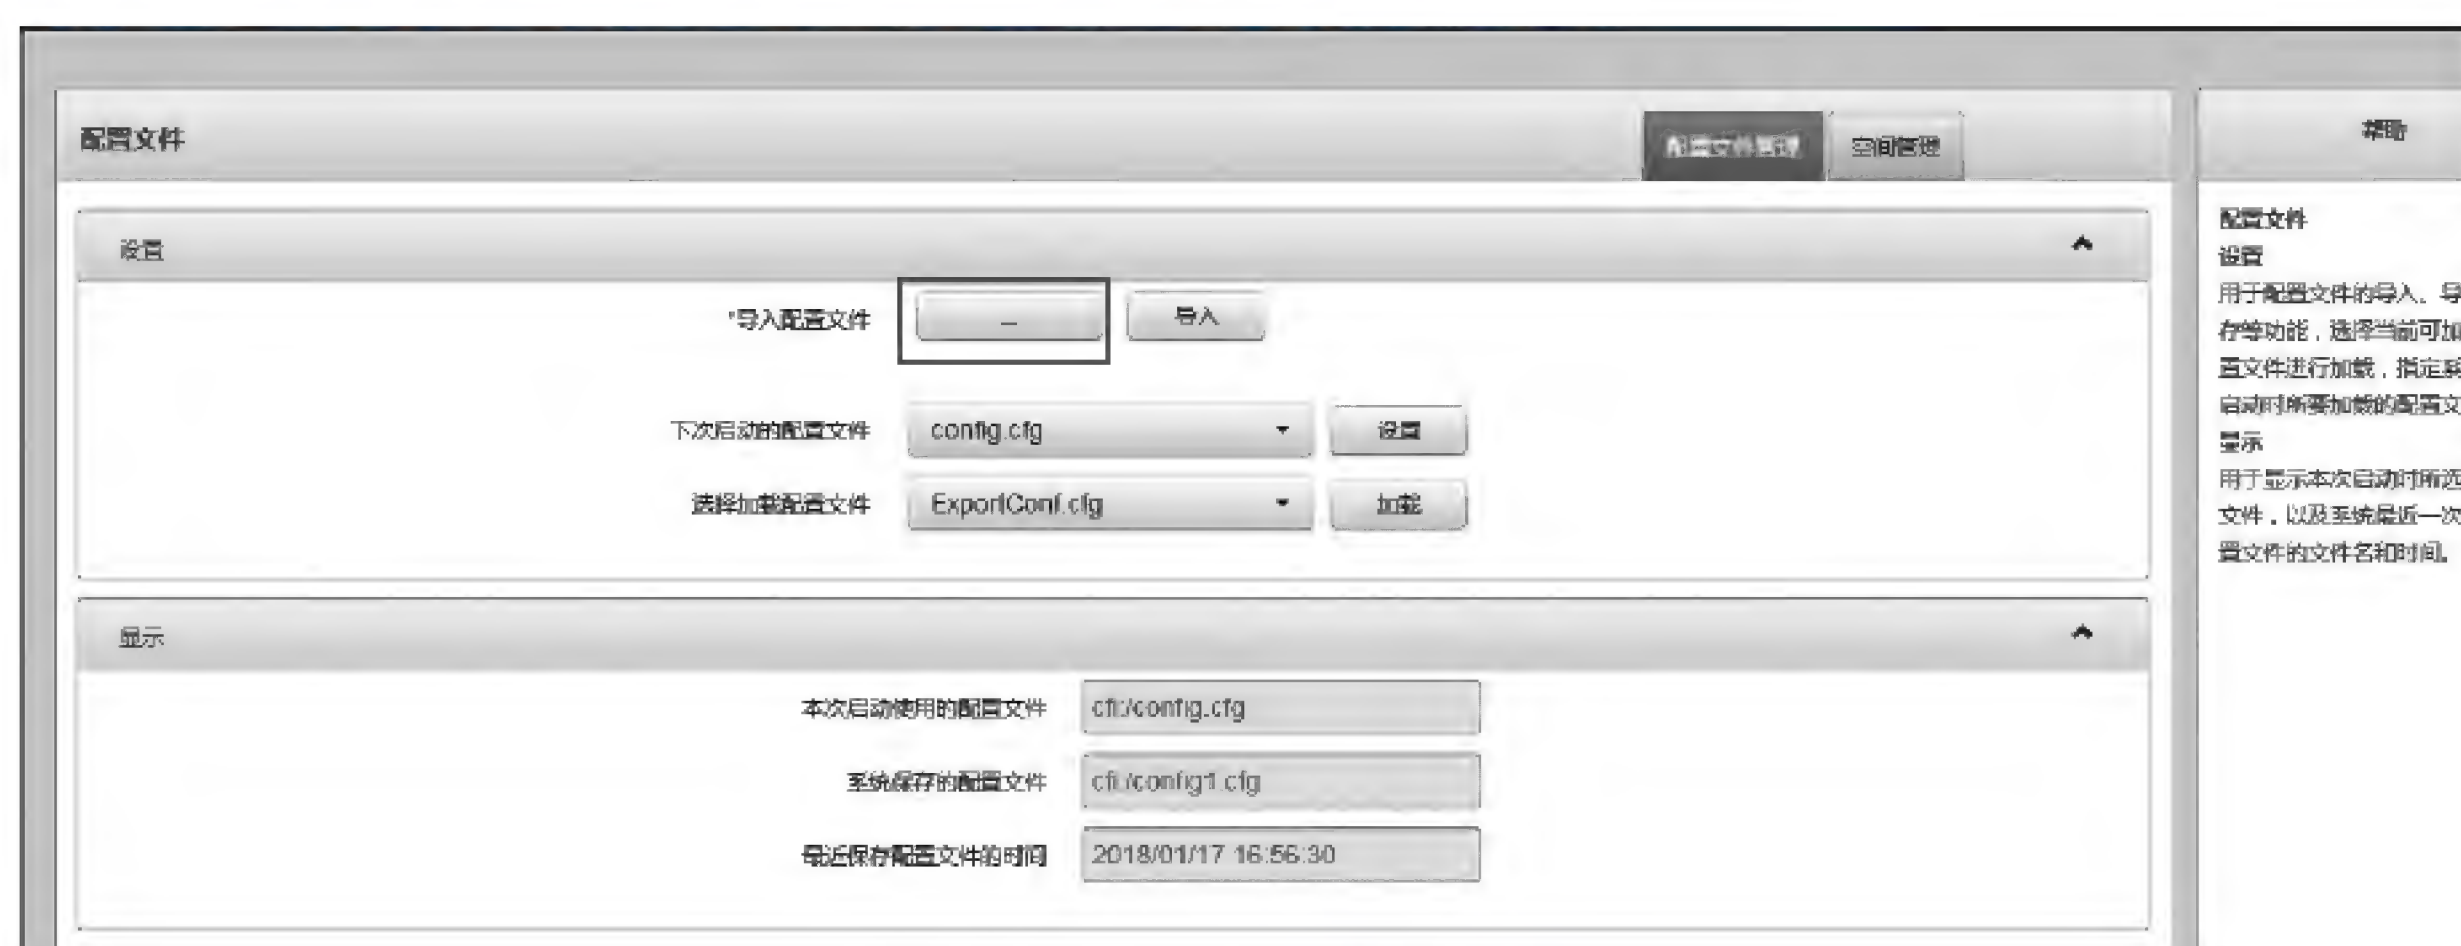 配置文件
配置文件管理
空间管理
帮助
设置
*导入配置文件
...
导入
下次启动的配置文件
config.cfg
设置
选择加载配置文件
ExportConf.cfg
加载
显示
本次启动使用的配置文件
cft:/config.cfg
系统保存的配置文件
cft:/config1.cfg
最近保存配置文件的时间
2018/01/17 16:56:30
配置文件
设置
用于配置文件的导入、导
存等功能，选择当前可加
置文件进行加载，指定系
启动时所要加载的配置文
显示
用于显示本次启动时所选
文件，以及系统最近一次
置文件的文件名和时间。